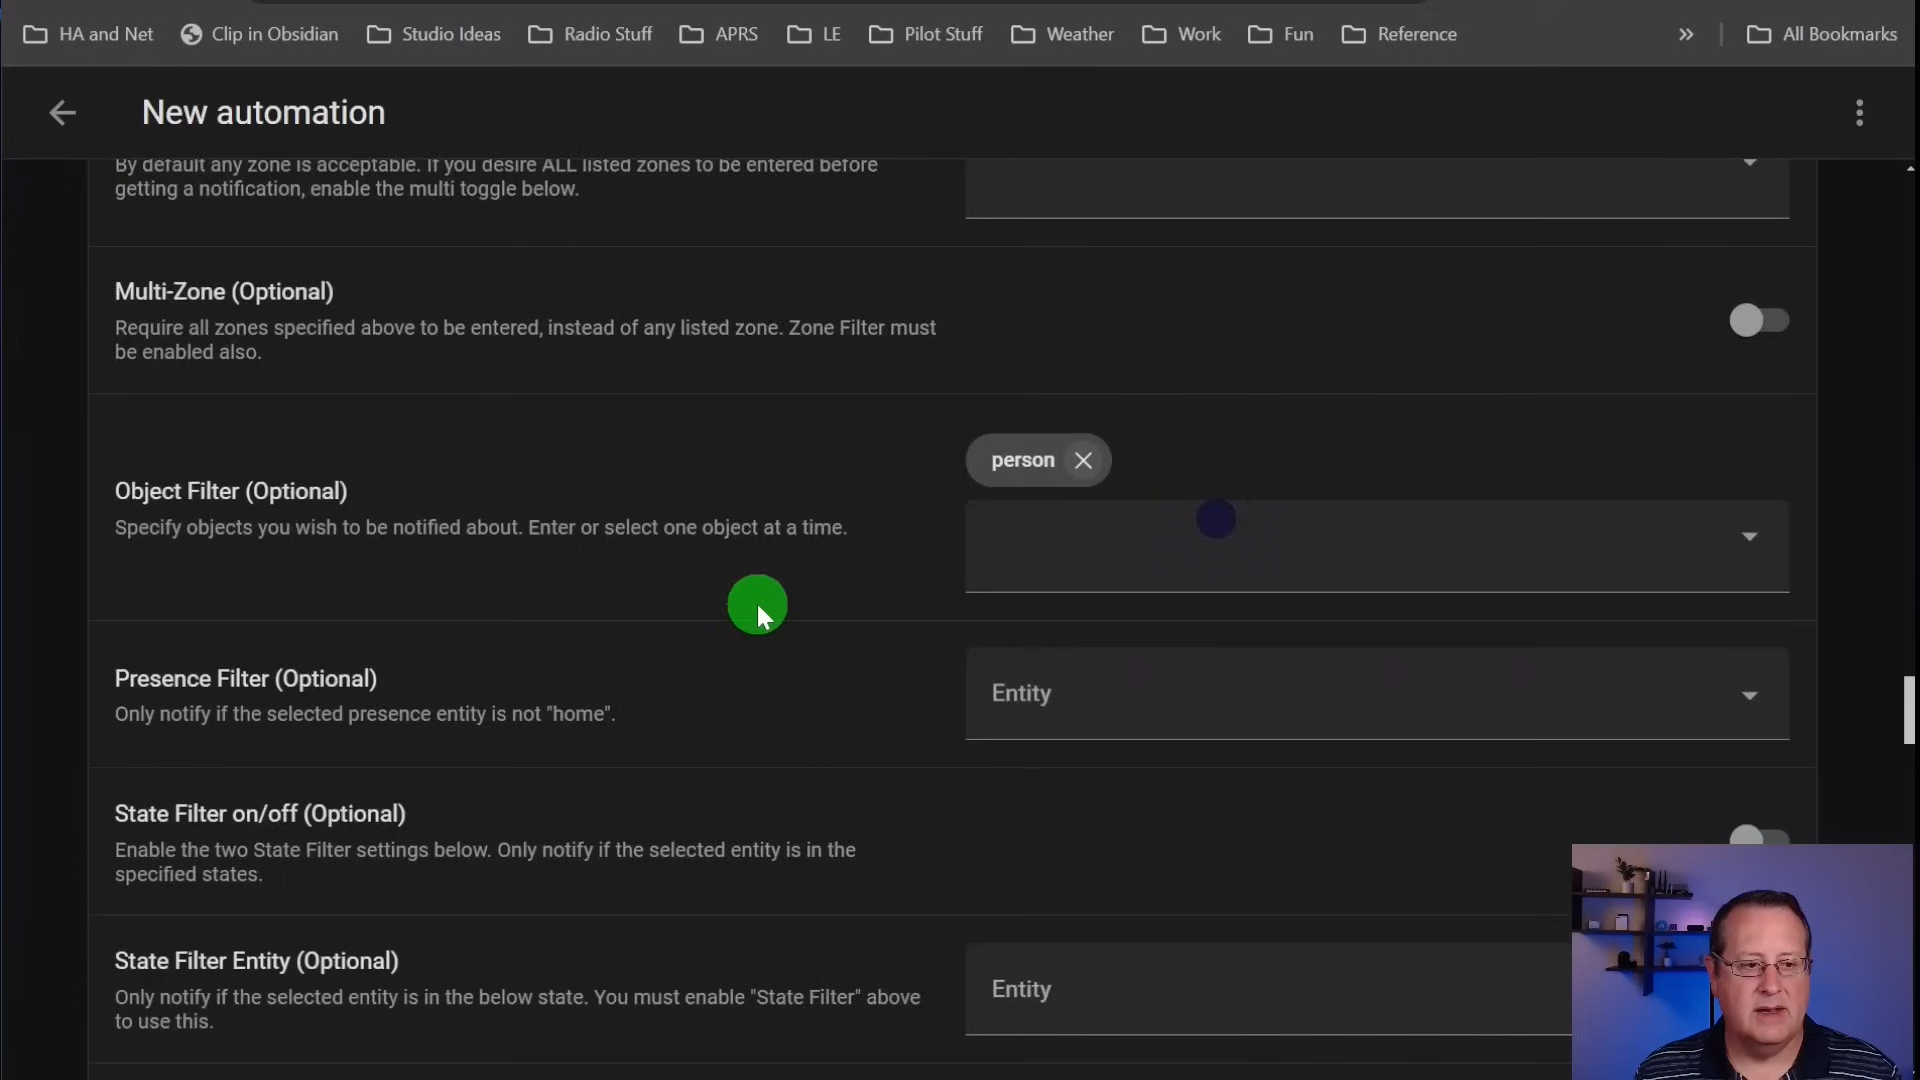 HA and Net
Clip in Obsidian
Studio Ideas
Radio Stuff
APRS
LE
Pilot Stuff
Weather
Work
Fun
Reference
All Bookmarks
New automation
By default any zone is acceptable. If you desire ALL listed zones to be entered before
getting a notification, enable the multi toggle below.
Multi-Zone (Optional)
Require all zones specified above to be entered, instead of any listed zone. Zone Filter must
be enabled also.
person
Object Filter (Optional)
Specify objects you wish to be notified about. Enter or select one object at a time.
Presence Filter (Optional)
Only notify if the selected presence entity is not "home".
Entity
State Filter on/off (Optional)
Enable the two State Filter settings below. Only notify if the selected entity is in the
specified states.
State Filter Entity (Optional)
Only notify if the selected entity is in the below state. You must enable "State Filter" above
to use this.
Entity